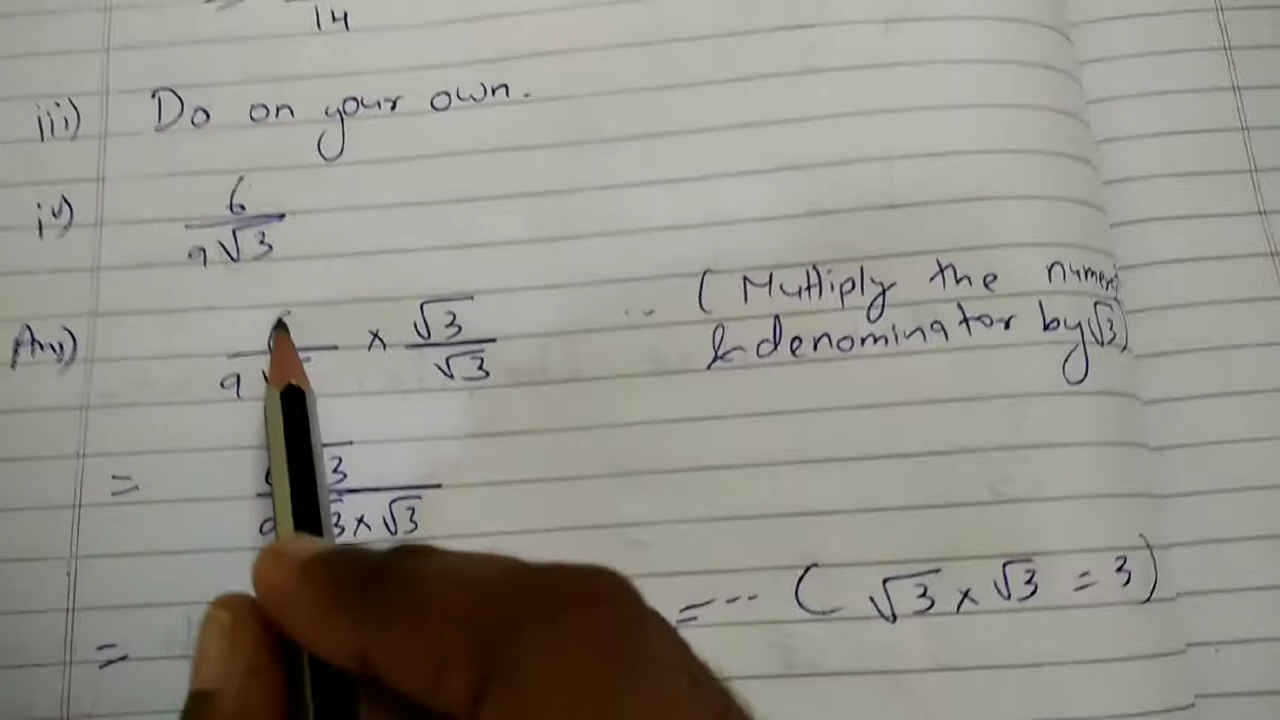 14
iii) Do on your own.
iv) 6
9√3
Ans) × √3
9 √3
... (Multiply the numer
& denominator by √3)
= 3
3×√3
= =--- (√3×√3 = 3)